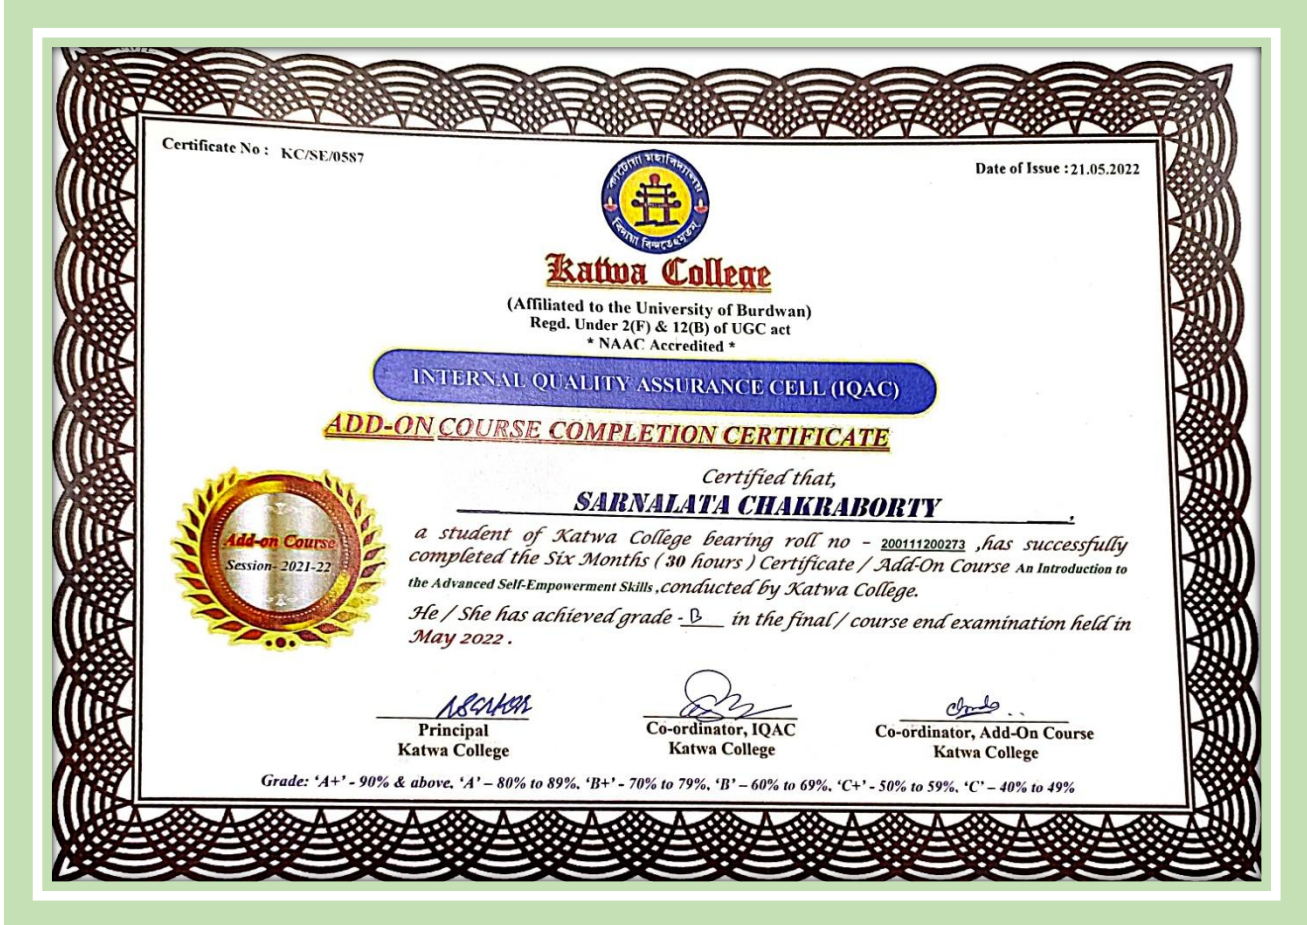 Certificate No : KC/SE/0587
Date of Issue : 21.05.2022
কাটোয়া মহাবিদ্যালয়
বিদ্যয়া বিন্দতেহমৃতম্
Katwa College
(Affiliated to the University of Burdwan)
Regd. Under 2(F) & 12(B) of UGC act
* NAAC Accredited *
INTERNAL QUALITY ASSURANCE CELL (IQAC)
ADD-ON COURSE COMPLETION CERTIFICATE
Certified that,
SARNALATA CHAKRABORTY .
Add-on Course
Session- 2021-22
a student of Katwa College bearing roll no – 200111200273 ,has successfully
completed the Six Months ( 30 hours ) Certificate / Add-On Course An Introduction to
the Advanced Self-Empowerment Skills ,conducted by Katwa College.
He / She has achieved grade - B in the final / course end examination held in
May 2022 .
Principal
Katwa College
Co-ordinator, IQAC
Katwa College
Co-ordinator, Add-On Course
Katwa College
Grade: ‘A+’ - 90% & above, ‘A’ – 80% to 89%, ‘B+’ - 70% to 79%, ‘B’ – 60% to 69%, ‘C+’ - 50% to 59%, ‘C’ – 40% to 49%